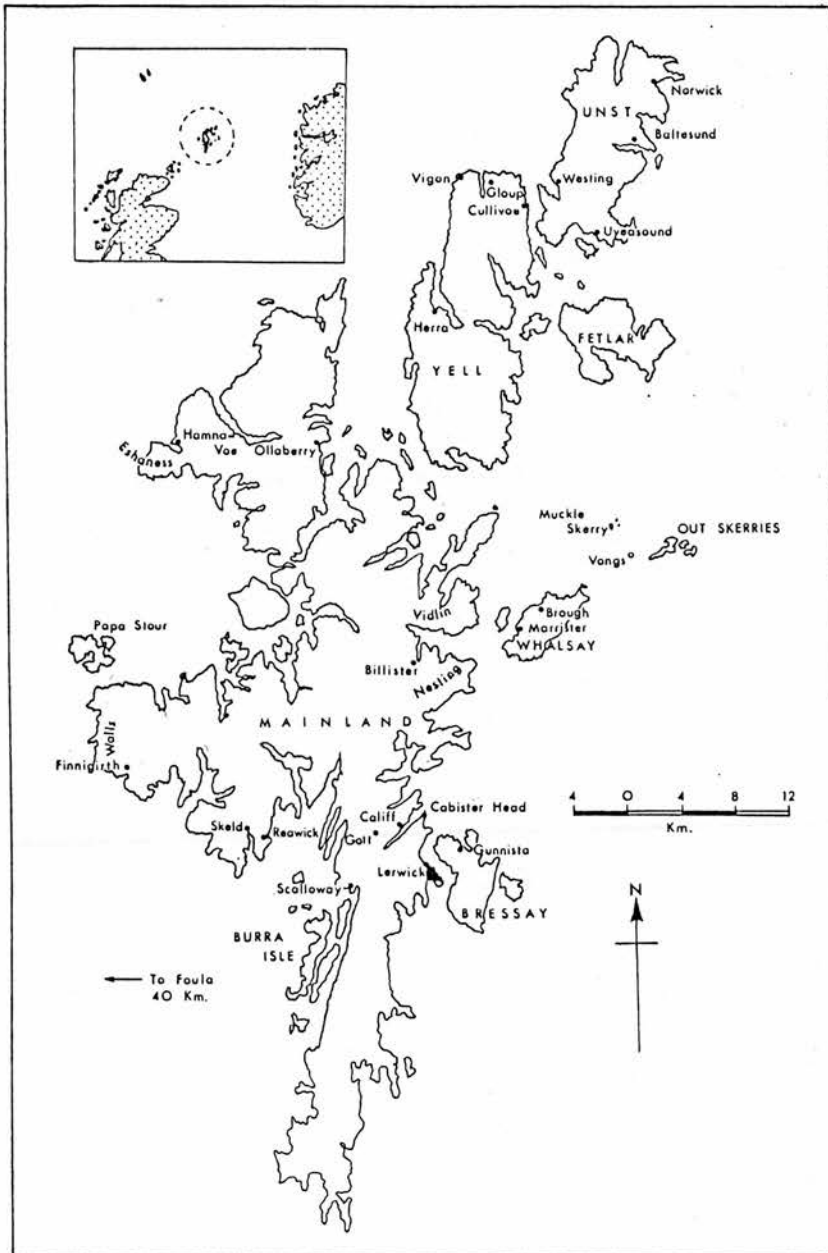 Norwick
UNST
Baltesund
Vigon
Gloup
Westing
Cullivoe
Uyeasound
Herra
FETLAR
YELL
Hamna-
Voe
Ollaberry
Eshaness
Muckle
Skerry
OUT SKERRIES
Vongs
Vidlin
Brough
Marrister
WHALSAY
Papa Stour
Billister
Nesting
MAINLAND
Walls
Finnigirth
4 0 4 8 12
Km.
Califf
Cabister Head
Skeld
Reawick
Gott
Gunnista
Lerwick
Scalloway
N
BRESSAY
BURRA
ISLE
To Foula
40 Km.